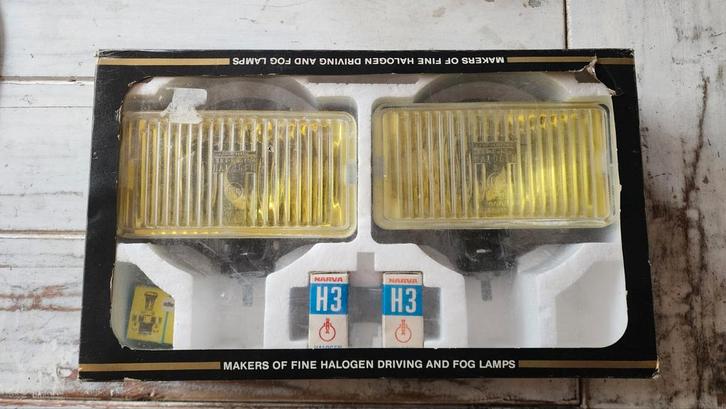 MAKERS OF FINE HALOGEN DRIVING AND FOG LAMPS
NARVA
H3
HALOGEN
NARVA
H3
MAKERS OF FINE HALOGEN DRIVING AND FOG LAMPS